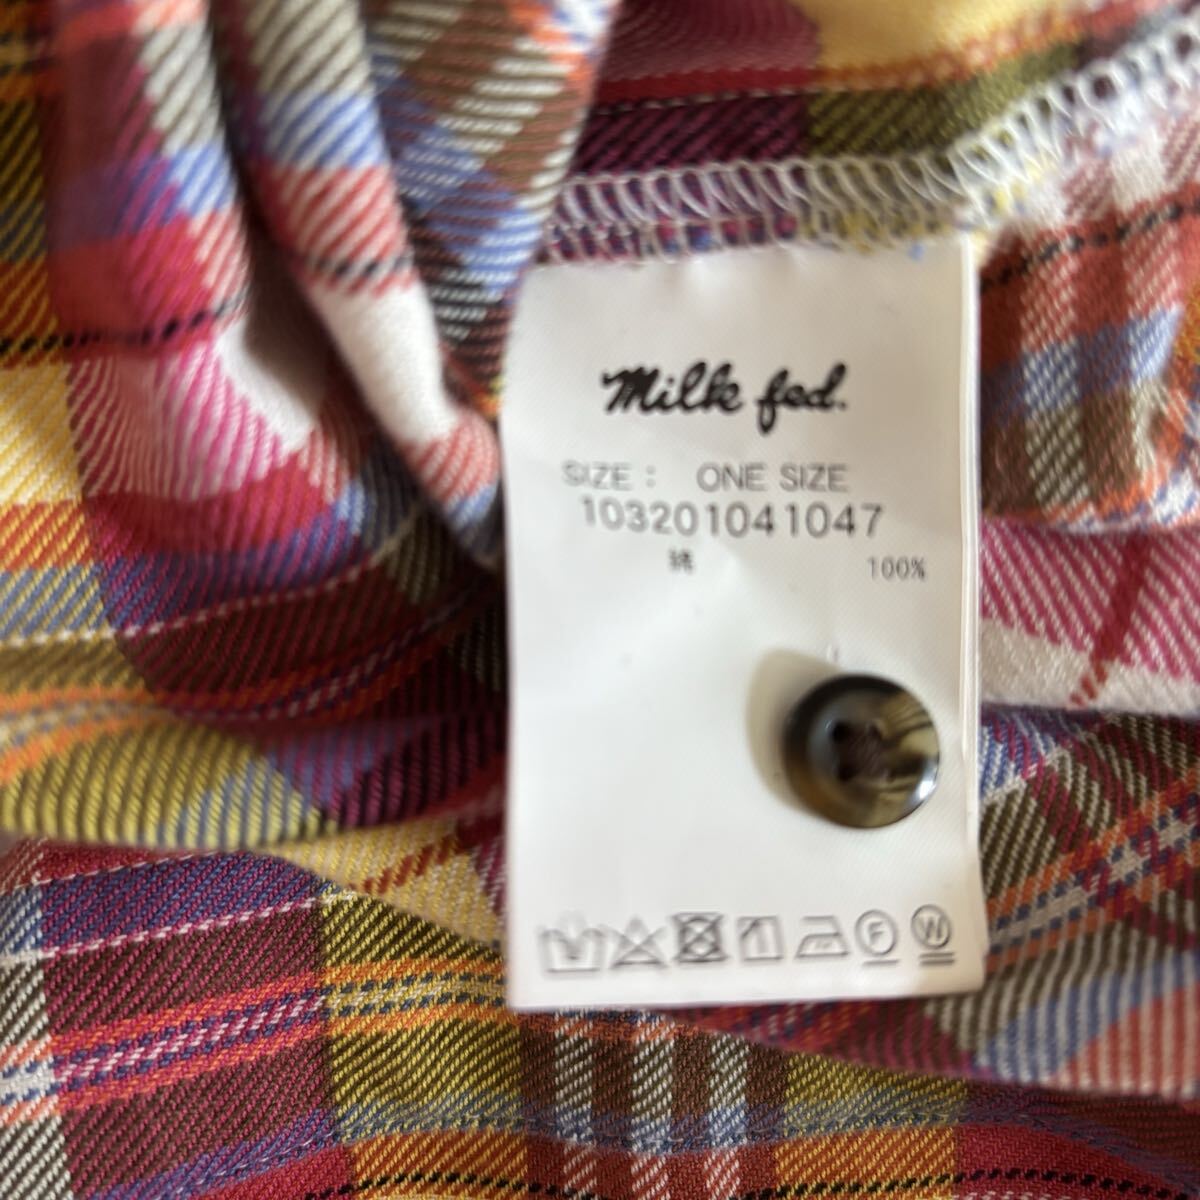 Milk fed.
SIZE : ONE SIZE
103201041047
綿 100%
F W